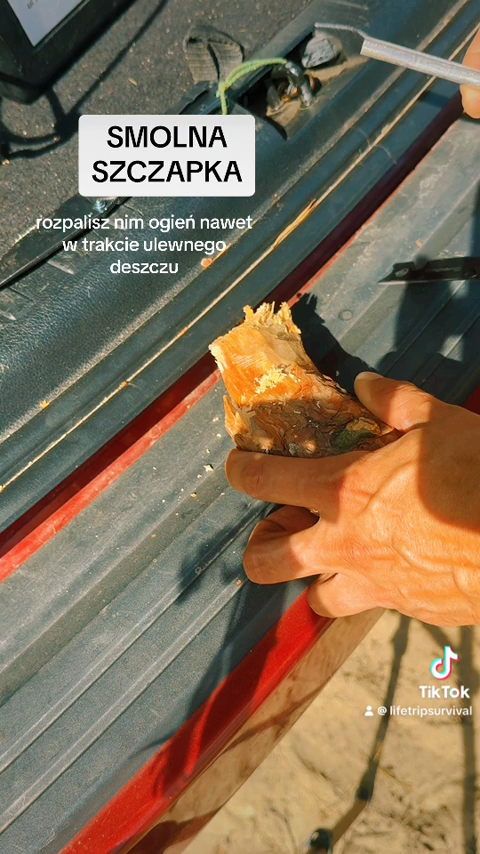 SMOLNA
SZCZAPKA
rozpalisz nim ogień nawet
w trakcie ulewnego
deszczu
TikTok
@ lifetripsurvival